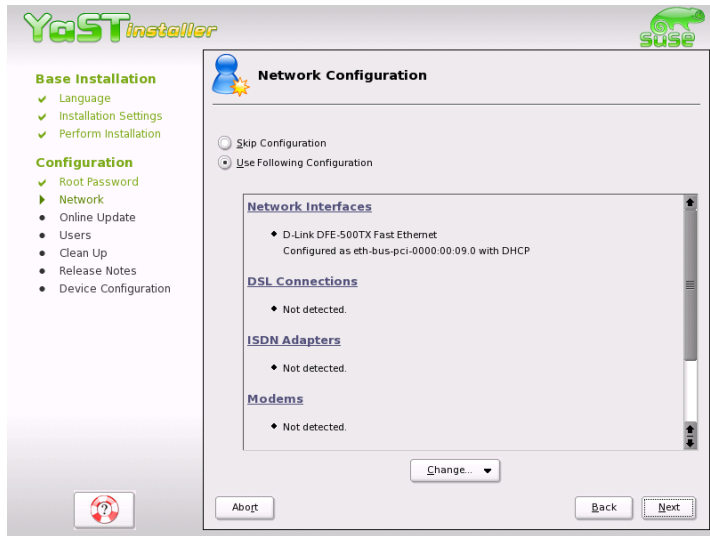 YaST installer
SUSE
Base Installation
Language
Installation Settings
Perform Installation
Configuration
Root Password
Network
Online Update
Users
Clean Up
Release Notes
Device Configuration
Network Configuration
Skip Configuration
Use Following Configuration
Network Interfaces
D-Link DFE-500TX Fast Ethernet
Configured as eth-bus-pci-0000:00:09.0 with DHCP
DSL Connections
Not detected.
ISDN Adapters
Not detected.
Modems
Not detected.
Change...
Abort
Back
Next